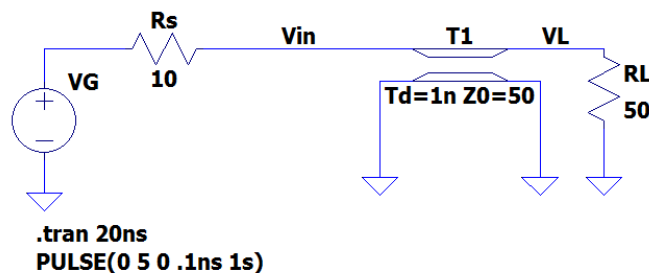 Rs
Vin
T1
VL
10
VG
RL
50
Td=1n Z0=50
.tran 20ns
PULSE(0 5 0 .1ns 1s)